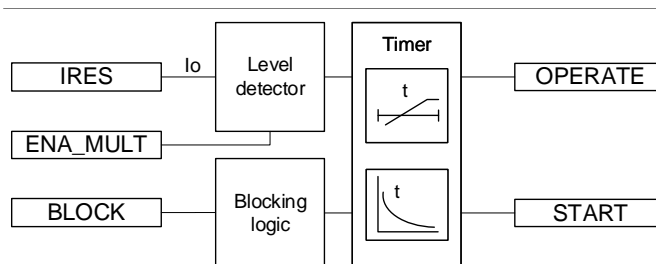 Timer
IRES
Io
Level
detector
t
OPERATE
ENA_MULT
BLOCK
Blocking
logic
t
START